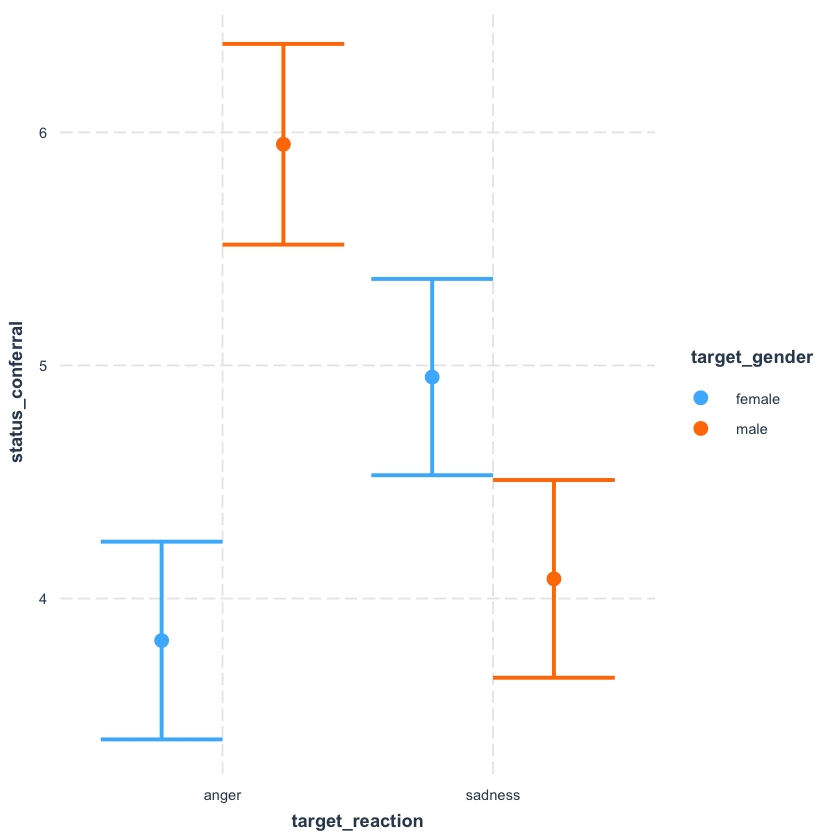 6
5
4
status_conferral
anger
sadness
target_reaction
target_gender
female
male